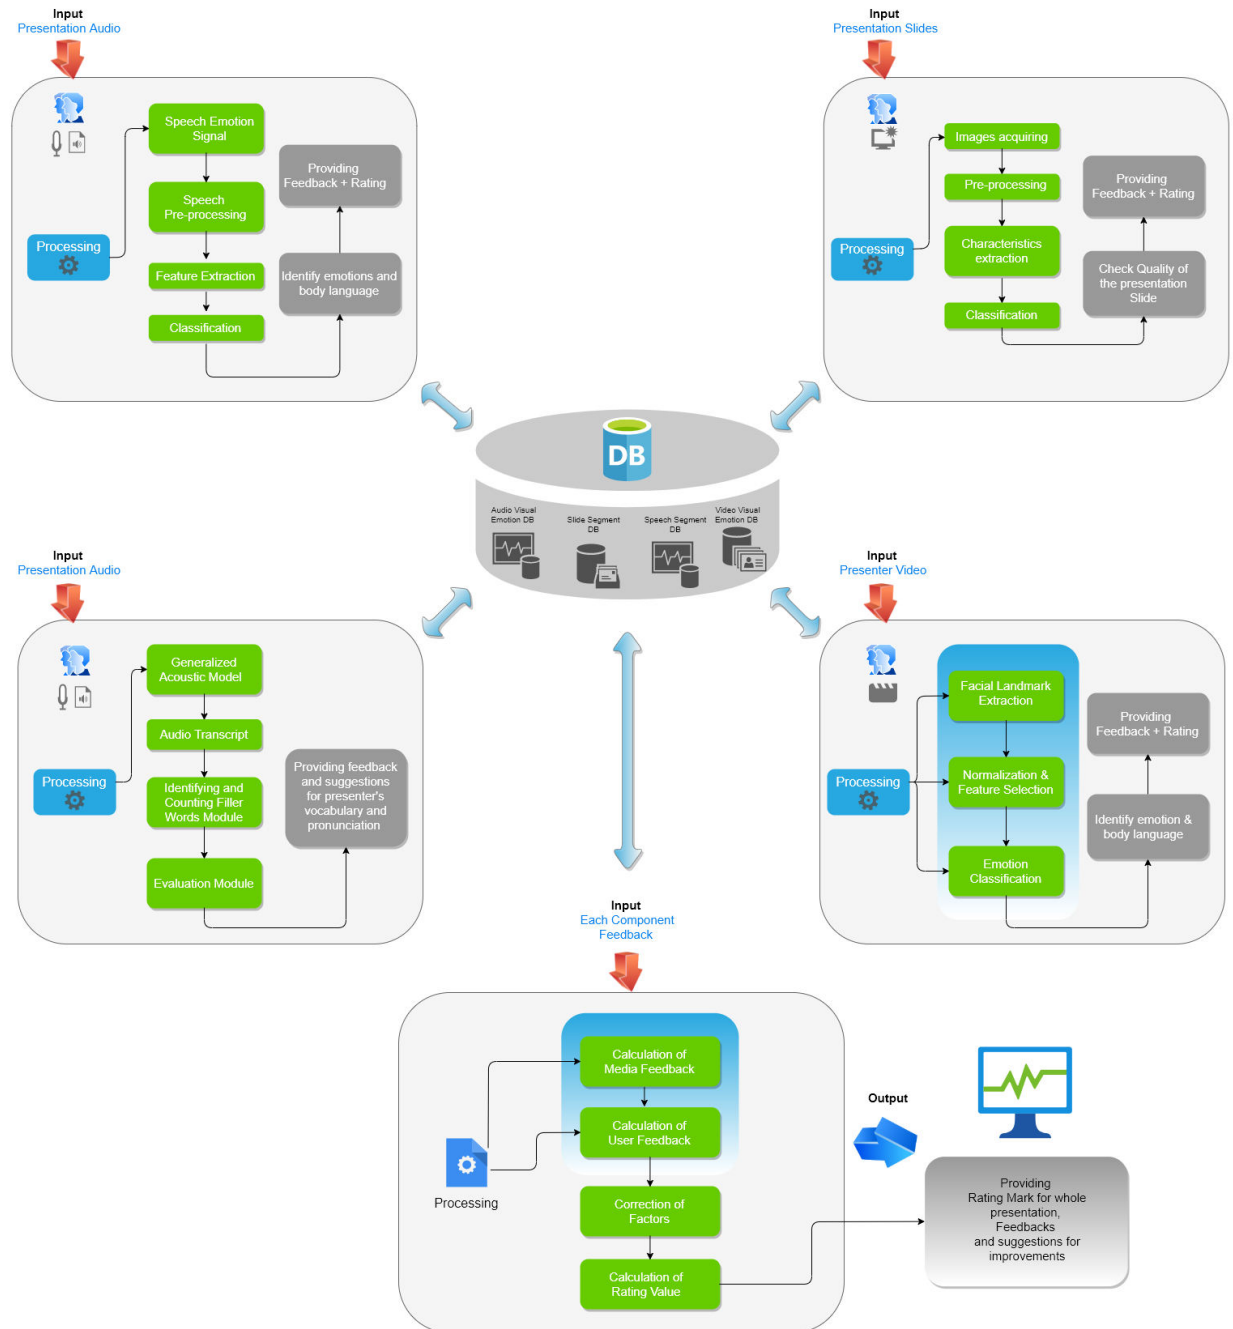 Input
Presentation Audio
Speech Emotion
Signal
Speech
Pre-processing
Processing
Feature Extraction
Classification
Providing
Feedback + Rating
Identify emotions and
body language
Input
Presentation Slides
Images acquiring
Pre-processing
Processing
Characteristics
extraction
Classification
Providing
Feedback + Rating
Check Quality of
the presentation
Slide
DB
Audio Visual
Emotion DB
Slide Segment
DB
Speech Segment
DB
Video Visual
Emotion DB
Input
Presentation Audio
Generalized
Acoustic Model
Audio Transcript
Processing
Identifying and
Counting Filler
Words Module
Evaluation Module
Providing feedback
and suggestions
for presenter's
vocabulary and
pronunciation
Input
Presenter Video
Facial Landmark
Extraction
Processing
Normalization &
Feature Selection
Emotion
Classification
Providing
Feedback + Rating
Identify emotion &
body language
Input
Each Component
Feedback
Calculation of
Media Feedback
Calculation of
User Feedback
Processing
Correction of
Factors
Calculation of
Rating Value
Output
Providing
Rating Mark for whole
presentation,
Feedbacks
and suggestions for
improvements